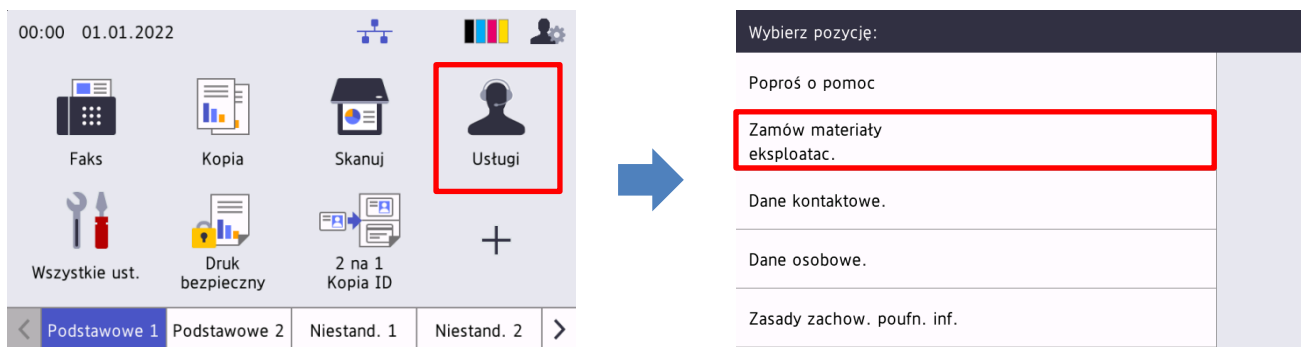 00:00 01.01.2022
Faks
Kopia
Skanuj
Usługi
Wszystkie ust.
Druk
bezpieczny
2 na 1
Kopia ID
Podstawowe 1
Podstawowe 2
Niestand. 1
Niestand. 2
Wybierz pozycję:
Poproś o pomoc
Zamów materiały
eksploatac.
Dane kontaktowe.
Dane osobowe.
Zasady zachow. poufn. inf.